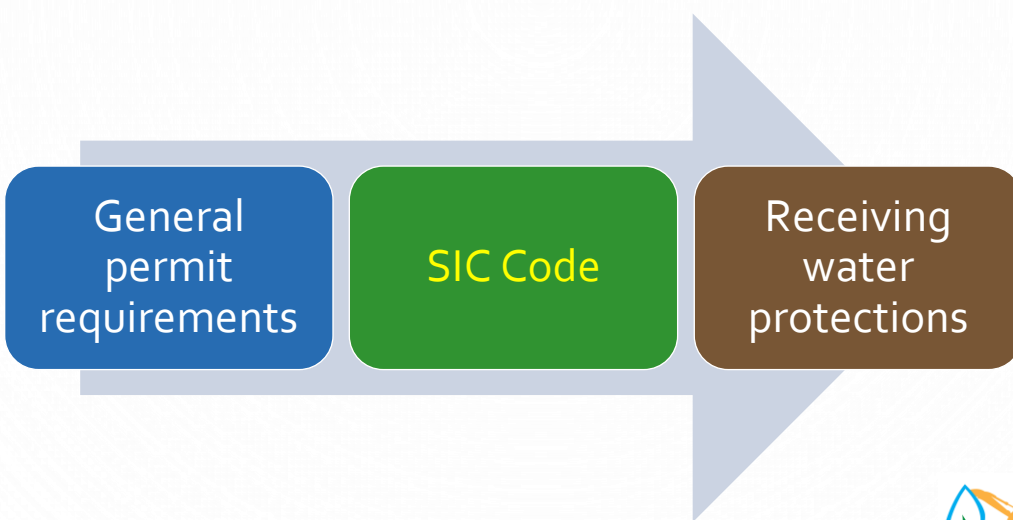 General
permit
requirements
SIC Code
Receiving
water
protections